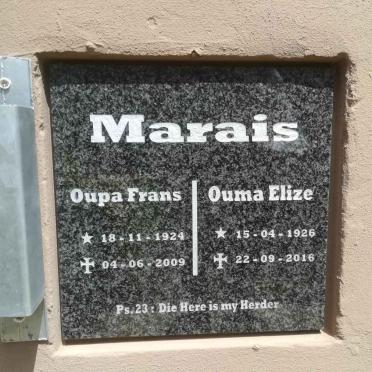 Marais
Oupa Frans
★ 18-11-1924
✝ 04-06-2009
Ouma Elize
★ 15-04-1926
✝ 22-09-2016
Ps.23: Die Here is my Herder